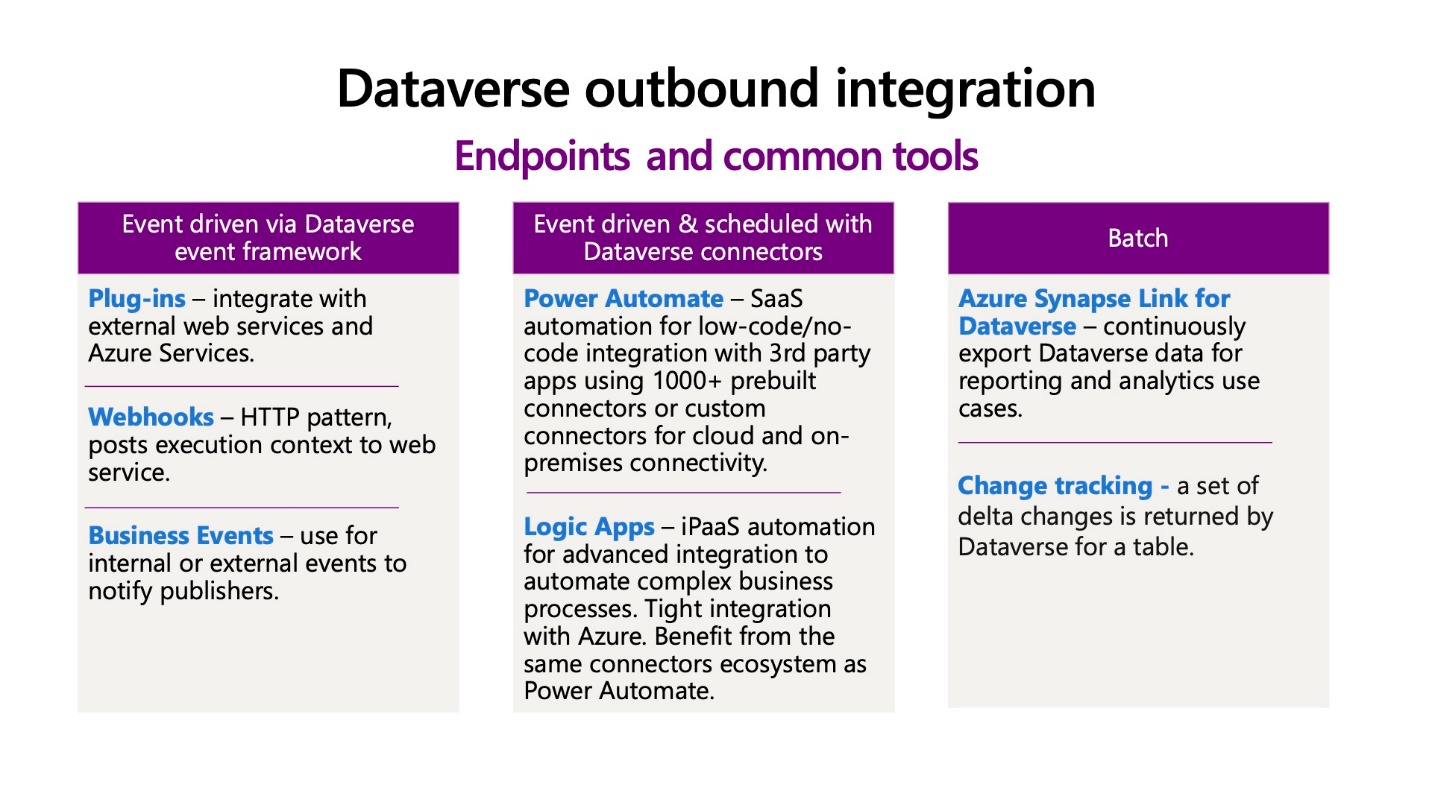 Dataverse outbound integration
Endpoints and common tools
Event driven via Dataverse
event framework
Plug-ins – integrate with
external web services and
Azure Services.
Webhooks – HTTP pattern,
posts execution context to web
service.
Business Events – use for
internal or external events to
notify publishers.
Event driven & scheduled with
Dataverse connectors
Power Automate – SaaS
automation for low-code/no-
code integration with 3rd party
apps using 1000+ prebuilt
connectors or custom
connectors for cloud and on-
premises connectivity.
Logic Apps – iPaaS automation
for advanced integration to
automate complex business
processes. Tight integration
with Azure. Benefit from the
same connectors ecosystem as
Power Automate.
Batch
Azure Synapse Link for
Dataverse – continuously
export Dataverse data for
reporting and analytics use
cases.
Change tracking - a set of
delta changes is returned by
Dataverse for a table.